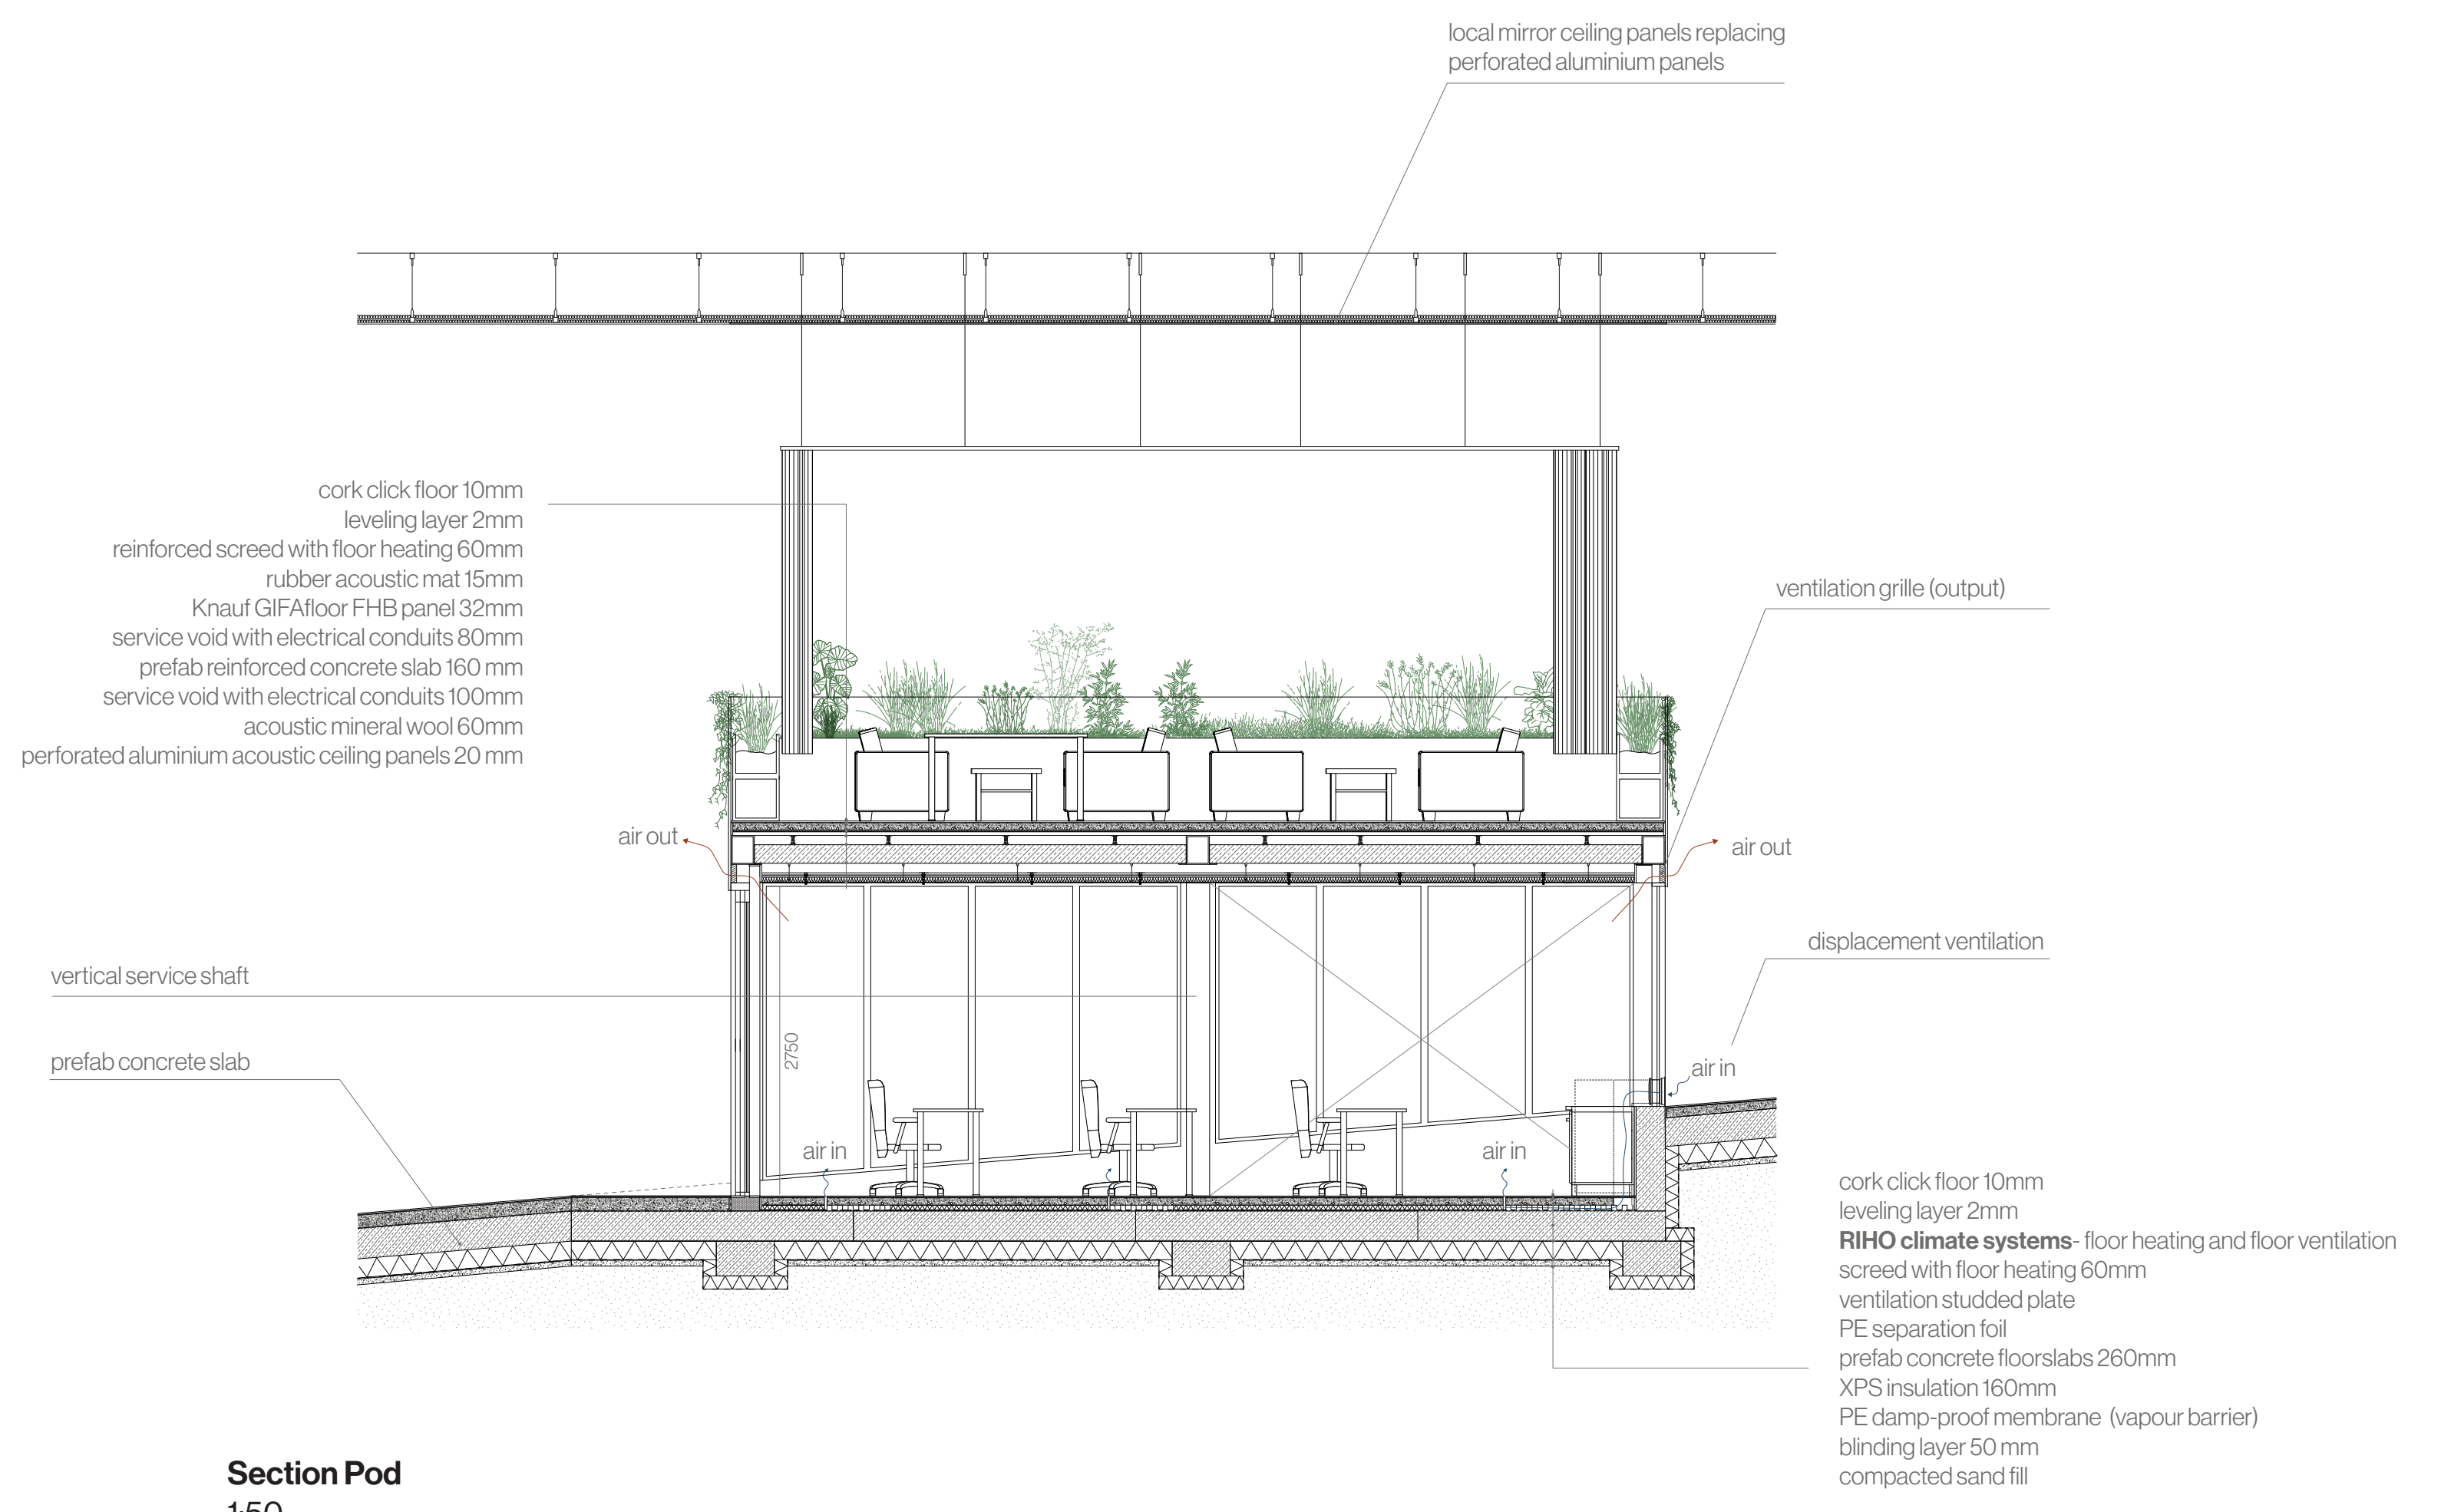 local mirror ceiling panels replacing
perforated aluminium panels
cork click floor 10mm
leveling layer 2mm
reinforced screed with floor heating 60mm
rubber acoustic mat 15mm
Knauf GIFAfloor FHB panel 32mm
service void with electrical conduits 80mm
prefab reinforced concrete slab 160 mm
service void with electrical conduits 100mm
acoustic mineral wool 60mm
perforated aluminium acoustic ceiling panels 20 mm
ventilation grille (output)
air out
air out
displacement ventilation
vertical service shaft
2750
prefab concrete slab
air in
air in
air in
cork click floor 10mm
leveling layer 2mm
RIHO climate systems- floor heating and floor ventilation
screed with floor heating 60mm
ventilation studded plate
PE separation foil
prefab concrete floorslabs 260mm
XPS insulation 160mm
PE damp-proof membrane (vapour barrier)
blinding layer 50 mm
compacted sand fill
Section Pod
1:50